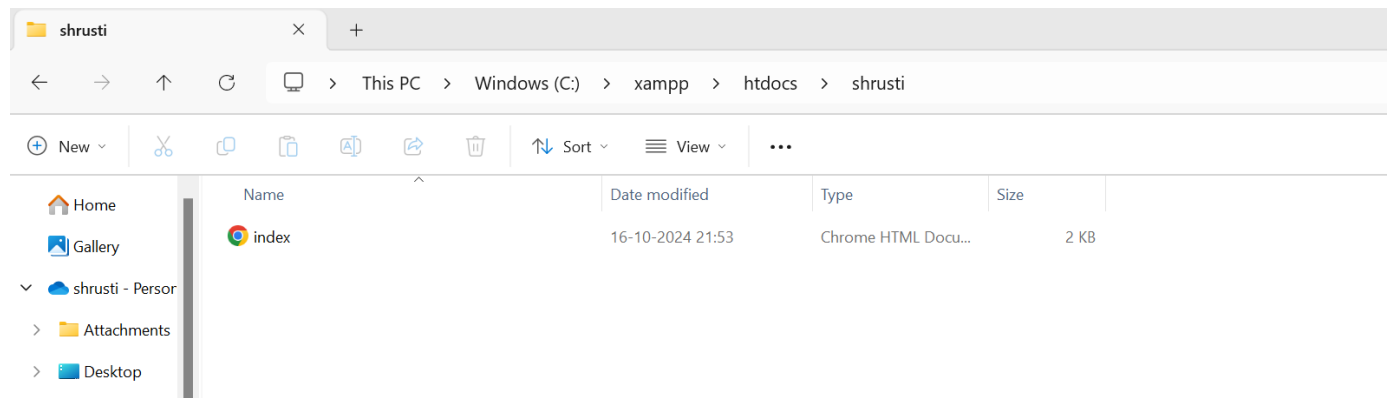 shrusti
This PC > Windows (C:) > xampp > htdocs > shrusti
New Sort View
Name Date modified Type Size
index 16-10-2024 21:53 Chrome HTML Docu... 2 KB
Home
Gallery
shrusti - Person
Attachments
Desktop